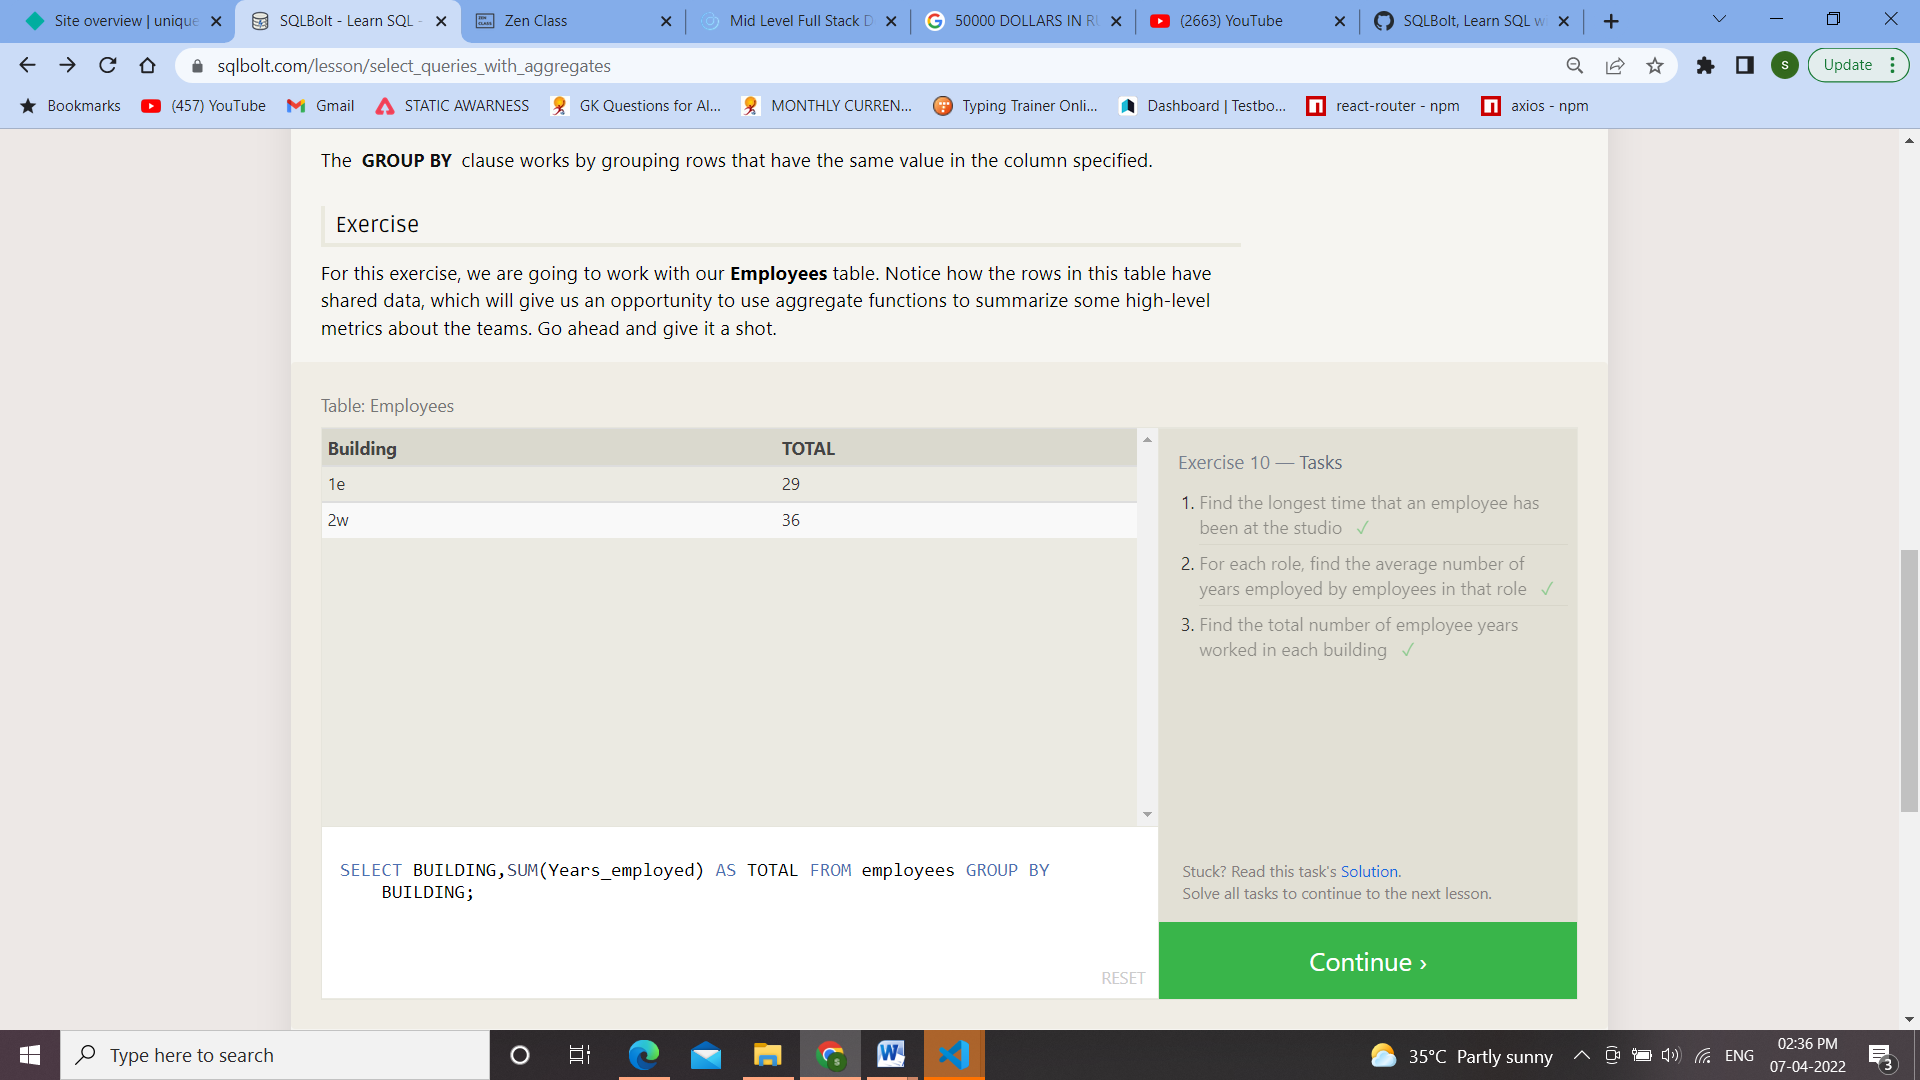 Site overview | unique
SQLBolt - Learn SQL -
Zen Class
Mid Level Full Stack D
50000 DOLLARS IN RU
(2663) YouTube
SQLBolt, Learn SQL w
sqlbolt.com/lesson/select_queries_with_aggregates
S
Update
Bookmarks
(457) YouTube
Gmail
STATIC AWARNESS
GK Questions for Al...
MONTHLY CURREN...
Typing Trainer Onli...
Dashboard | Testbo...
react-router - npm
axios - npm
The GROUP BY clause works by grouping rows that have the same value in the column specified.
Exercise
For this exercise, we are going to work with our Employees table. Notice how the rows in this table have
shared data, which will give us an opportunity to use aggregate functions to summarize some high-level
metrics about the teams. Go ahead and give it a shot.
Table: Employees
Building TOTAL
1e 29
2w 36
Exercise 10 — Tasks
1. Find the longest time that an employee has
been at the studio ✓
2. For each role, find the average number of
years employed by employees in that role ✓
3. Find the total number of employee years
worked in each building ✓
SELECT BUILDING,SUM(Years_employed) AS TOTAL FROM employees GROUP BY
BUILDING;
RESET
Stuck? Read this task's Solution.
Solve all tasks to continue to the next lesson.
Continue ›
Type here to search
35°C Partly sunny
ENG
02:36 PM
07-04-2022
3